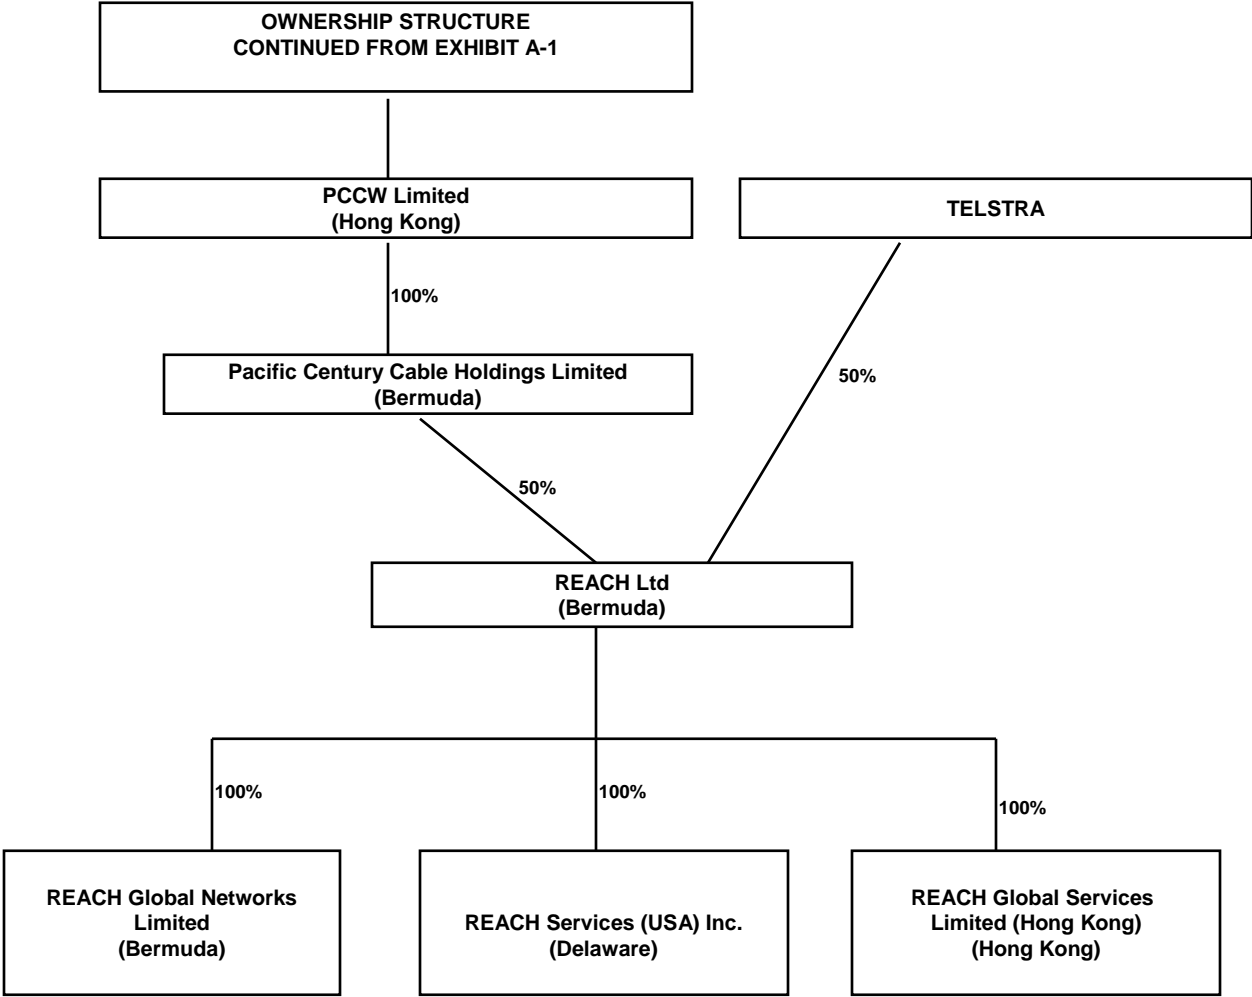 OWNERSHIP STRUCTURE
CONTINUED FROM EXHIBIT A-1
PCCW Limited
(Hong Kong)
TELSTRA
100%
Pacific Century Cable Holdings Limited
(Bermuda)
50%
50%
REACH Ltd
(Bermuda)
100%
100%
100%
REACH Global Networks
Limited
(Bermuda)
REACH Services (USA) Inc.
(Delaware)
REACH Global Services
Limited (Hong Kong)
(Hong Kong)